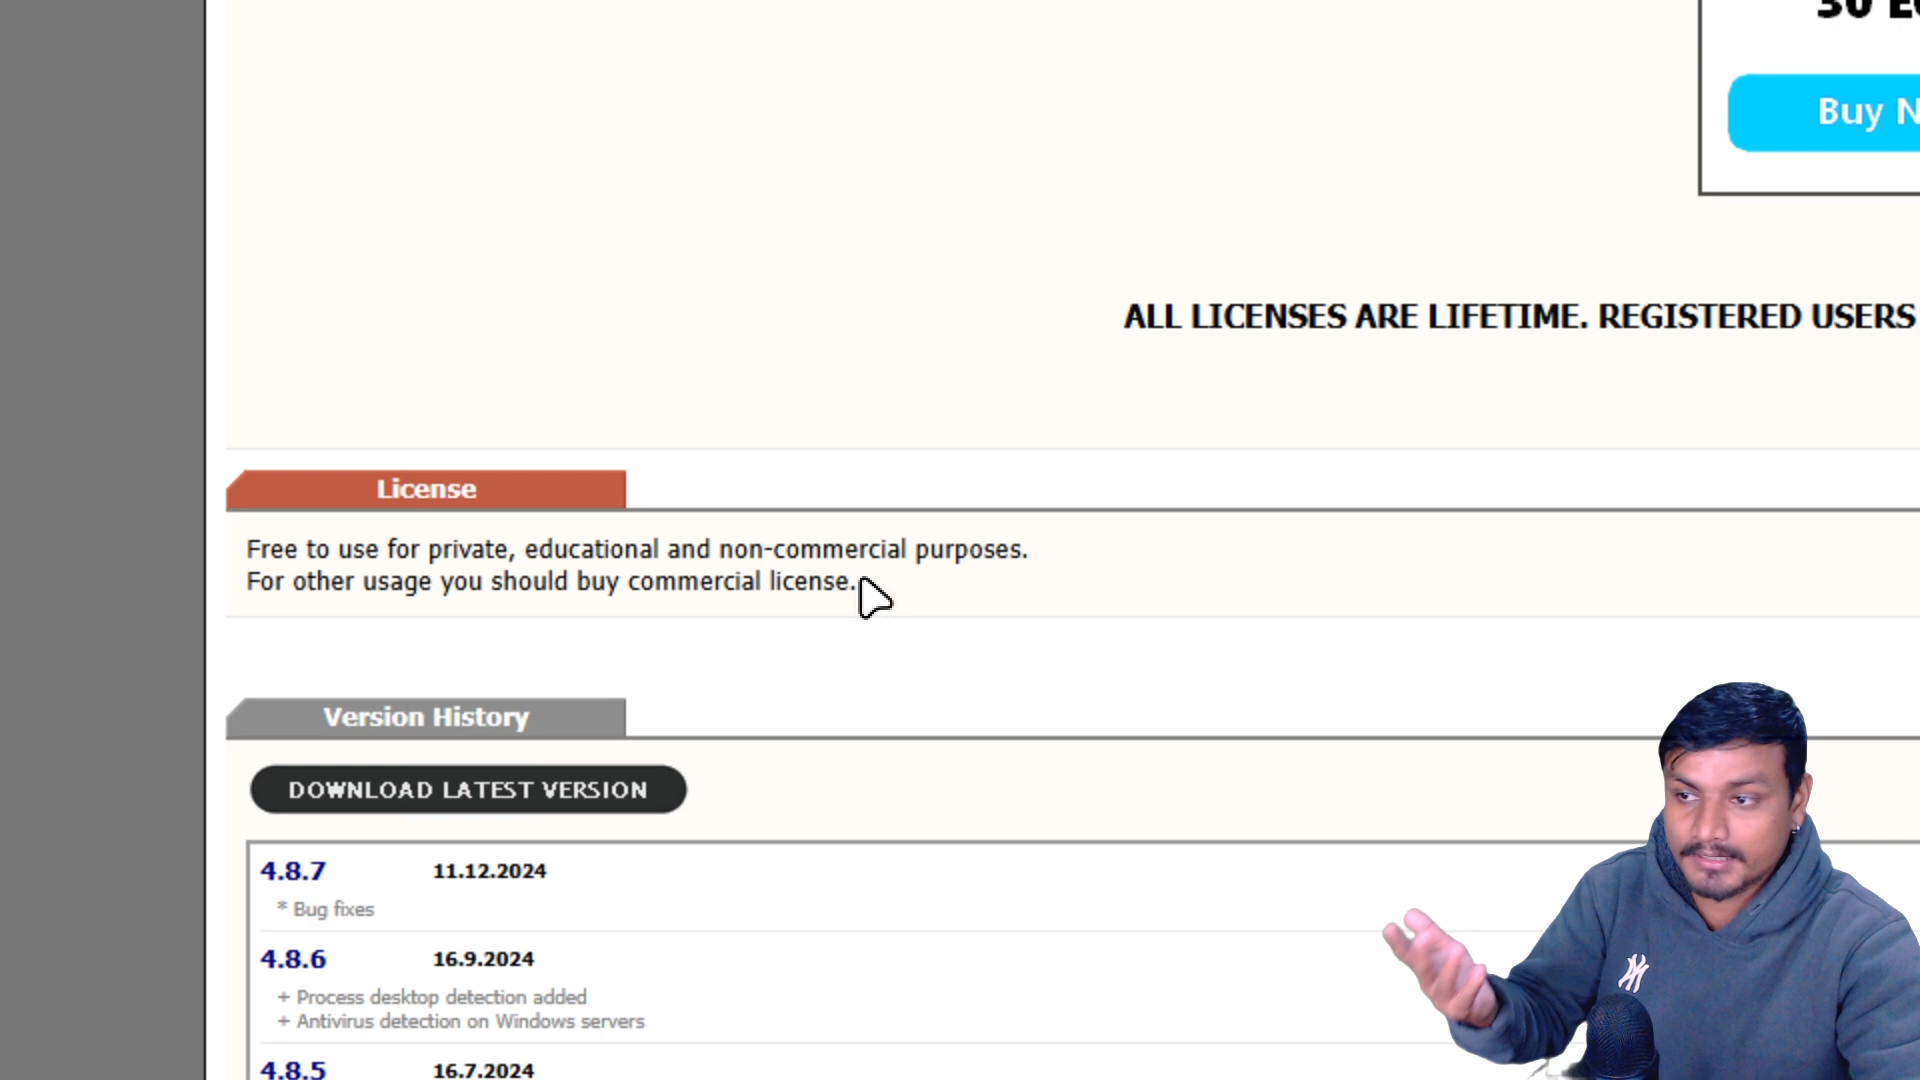 30
Buy N
ALL LICENSES ARE LIFETIME. REGISTERED USERS
License
Free to use for private, educational and non-commercial purposes.
For other usage you should buy commercial license.
Version History
DOWNLOAD LATEST VERSION
4.8.7 11.12.2024
* Bug fixes
4.8.6 16.9.2024
+ Process desktop detection added
+ Antivirus detection on Windows servers
4.8.5 16.7.2024
NY